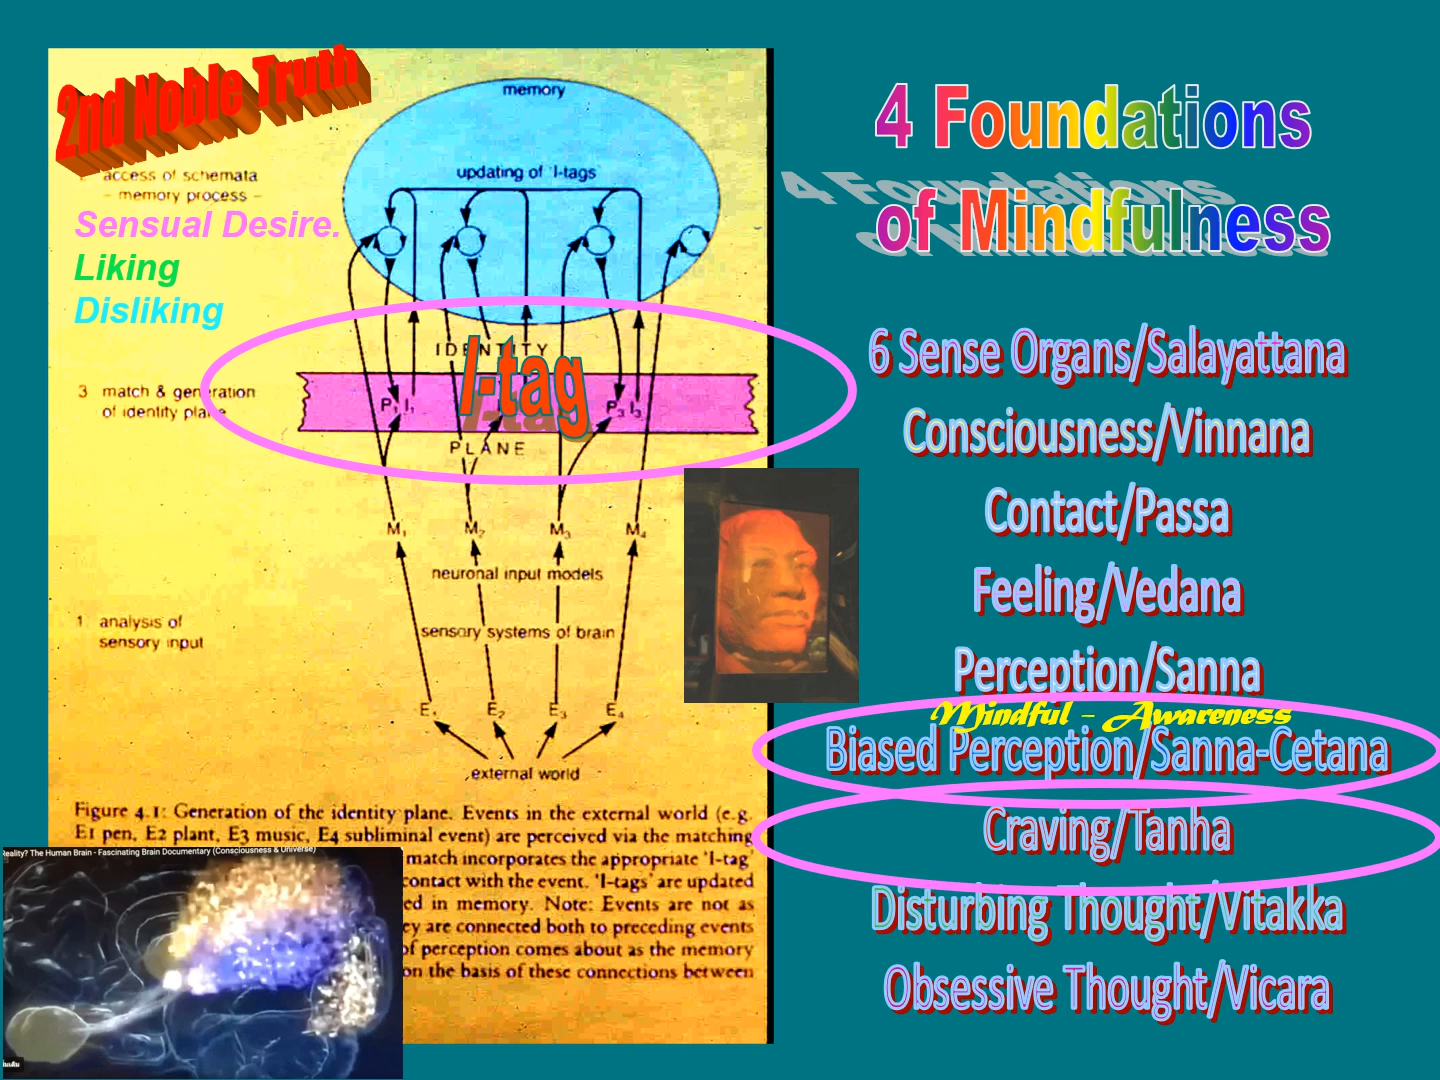 2nd Noble Truth
4 Foundations
of Mindfulness
memory
updating of 'I-tags
access of schemata
– memory process –
Sensual Desire.
Liking
Disliking
IDENTITY
I-tag
3 match & generation
of identity plane
P1 I1
P3 I3
PLANE
M1 M2 M3 M4
neuronal input models
1 analysis of
sensory input
sensory systems of brain
E1 E2 E3 E4
external world
Figure 4.1: Generation of the identity plane. Events in the external world (e.g.
E1 pen, E2 plant, E3 music, E4 subliminal event) are perceived via the matching
match incorporates the appropriate 'I-tag'
contact with the event. 'I-tags' are updated
ed in memory. Note: Events are not as
ey are connected both to preceding events
of perception comes about as the memory
on the basis of these connections between
Reality? The Human Brain - Fascinating Brain Documentary (Consciousness & Universe)
6 Sense Organs/Salayattana
Consciousness/Vinnana
Contact/Passa
Feeling/Vedana
Perception/Sanna
Mindful - Awareness
Biased Perception/Sanna-Cetana
Craving/Tanha
Disturbing Thought/Vitakka
Obsessive Thought/Vicara